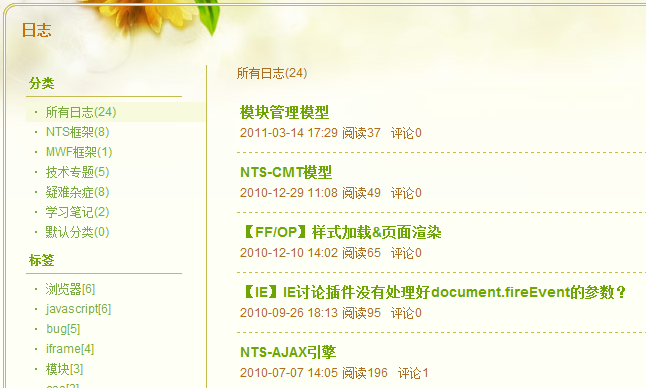 日志
分类
所有日志(24)
NTS框架(8)
MWF框架(1)
技术专题(5)
疑难杂症(8)
学习笔记(2)
默认分类(0)
标签
浏览器[6]
javascript[6]
bug[5]
iframe[4]
模块[3]
所有日志(24)
模块管理模型
2011-03-14 17:29 阅读37 评论0
NTS-CMT模型
2010-12-29 11:08 阅读49 评论0
【FF/OP】样式加载&页面渲染
2010-12-10 14:02 阅读65 评论0
【IE】IE讨论插件没有处理好document.fireEvent的参数？
2010-09-26 18:13 阅读95 评论0
NTS-AJAX引擎
2010-07-07 14:05 阅读196 评论1